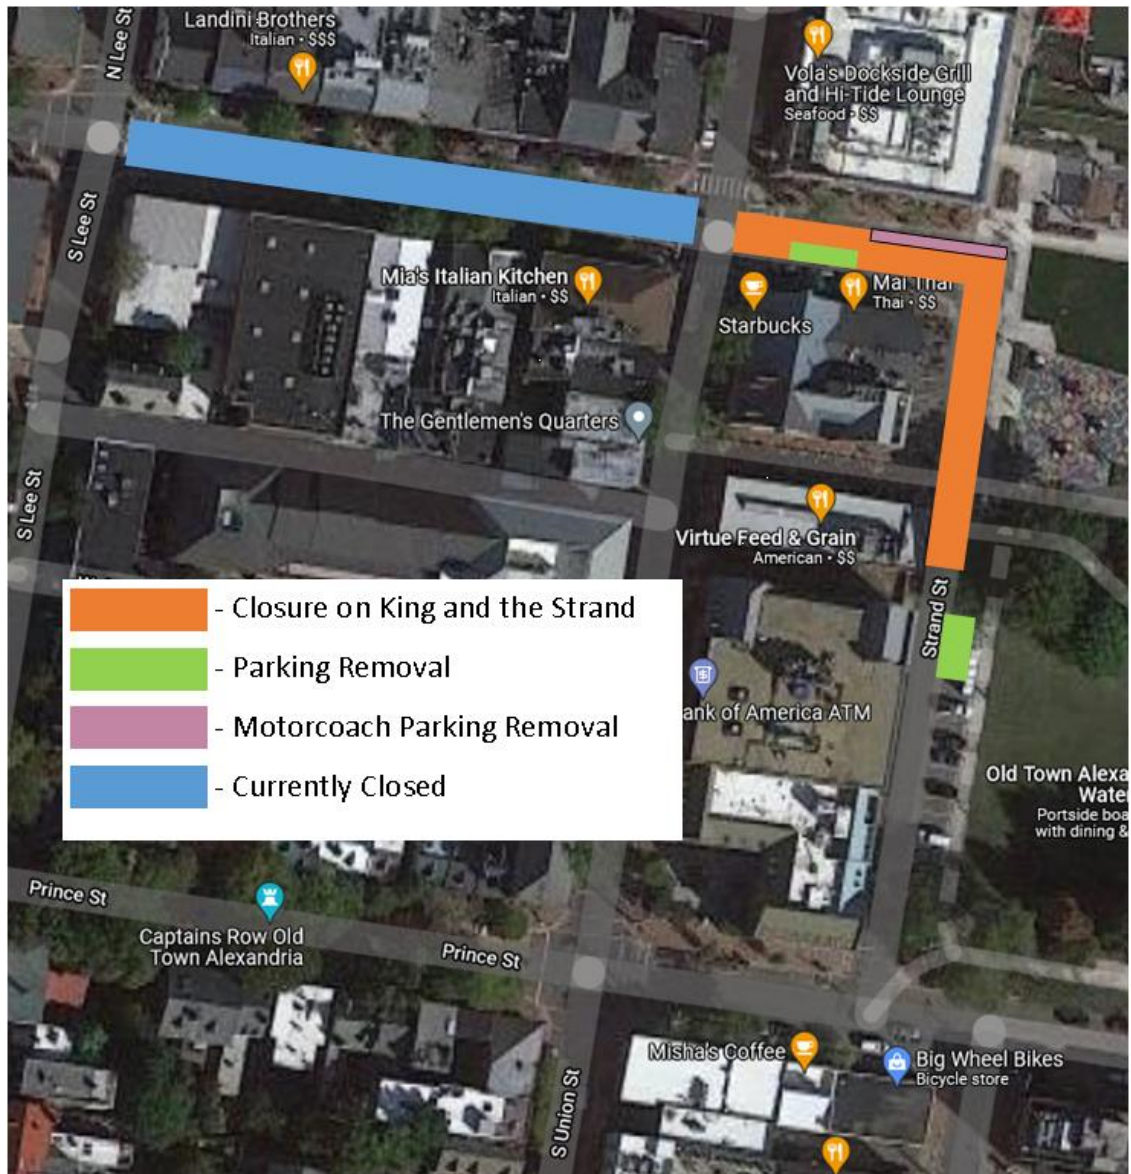 Landini Brothers
Italian • $$$
N Lee St
Vola's Dockside Grill
and Hi-Tide Lounge
Seafood • $$
S Lee St
Mia's Italian Kitchen
Italian • $$
Mai Thai
Thai • $$
Starbucks
The Gentlemen's Quarters
S Lee St
Virtue Feed & Grain
American • $$
- Closure on King and the Strand
- Parking Removal
- Motorcoach Parking Removal
- Currently Closed
Strand St
ank of America ATM
Old Town Alexa
Water
Portside boa
with dining &
Prince St
Captains Row Old
Town Alexandria
Prince St
Misha's Coffee
Big Wheel Bikes
Bicycle store
S Union St